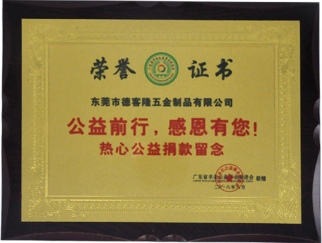 荣誉 证书
东莞市德客隆五金制品有限公司
公益前行，感恩有您！
热心公益捐款留念